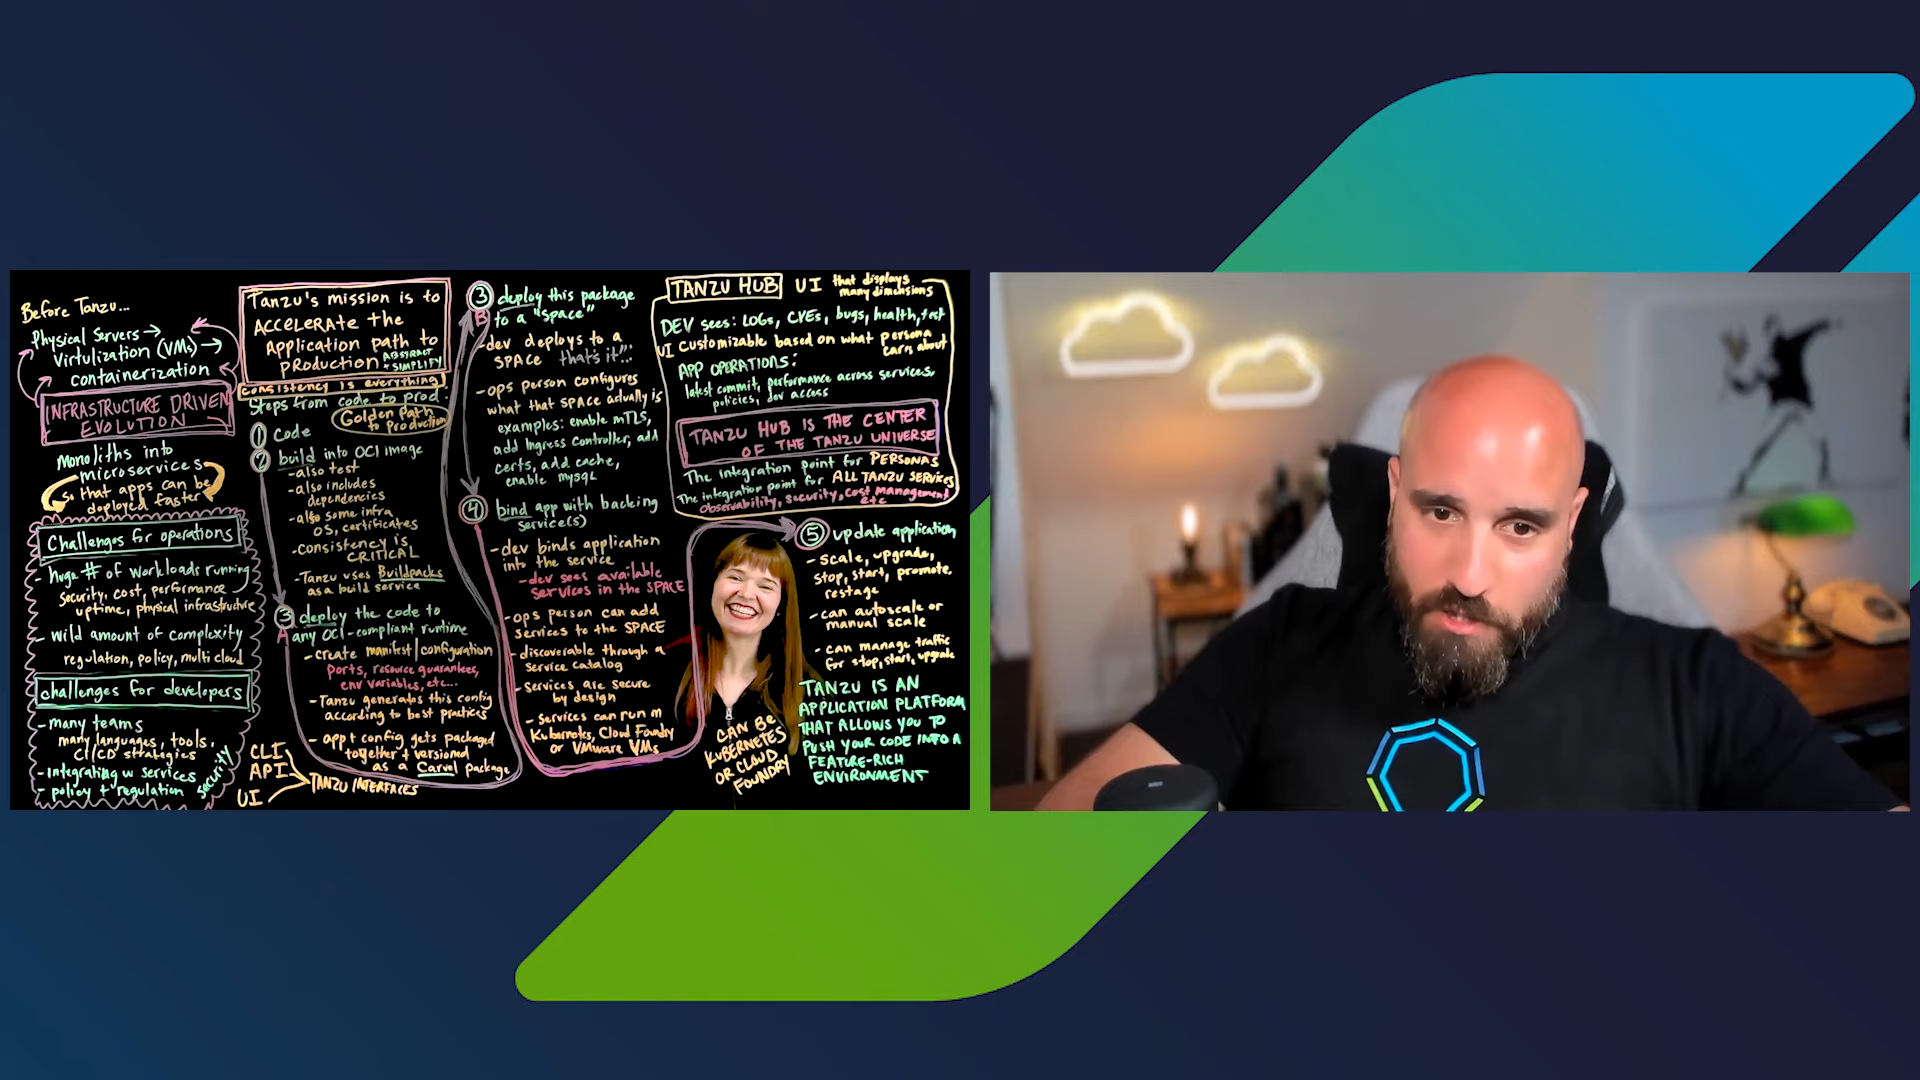 Before Tanzu...
Physical Servers →
Virtulization (VMs) →
containerization
INFRASTRUCTURE DRIVEN
EVOLUTION
Monoliths into
microservices
so that apps can be
deployed faster
Challenges for operations
- huge # of workloads running
security, cost, performance
uptime, physical infrastructure
- wild amount of complexity
regulation, policy, multi cloud
challenges for developers
- many teams
many languages, tools,
CI/CD strategies
- integrating w services
- policy + regulation
security
Tanzu's mission is to
ACCELERATE the
Application path to
PRODUCTION
ABSTRACT
+ SIMPLIFY
consistency is everything!
Steps from code to prod.
Golden Path
to Production
1 Code
2 build into OCI image
- also test
- also includes
dependencies
- also some infra
OS, certificates
- consistency is
CRITICAL
- Tanzu uses Buildpacks
as a build service
3 deploy the code to
A any OCI-compliant runtime
- create manifest/configuration
Ports, resource guarantees,
env variables, etc...
- Tanzu generates this config
according to best practices
- app + config gets packaged
together + versioned
as a Carvel package
CLI
API
UI
TANZU INTERFACES
3 deploy this package
B to a "space"
- dev deploys to a
SPACE "that's it"...
- ops person configures
what that SPACE actually is
examples: enable mTLS,
add Ingress Controller, add
certs, add cache,
enable mysql
4 bind app with backing
service(s)
- dev binds application
into the service
- dev sees available
services in the SPACE
- ops person can add
services to the SPACE
- discoverable through a
service catalog
- services are secure
by design
- services can run in
Kubernetes, Cloud Foundry
or VMware VMs
TANZU HUB UI that displays
many dimensions
DEV sees: LOGs, CVEs, bugs, health, test
UI customizable based on what persona
cares about
APP OPERATIONS:
latest commit, performance across services,
policies, dev access
TANZU HUB IS THE CENTER
OF THE TANZU UNIVERSE
The integration point for PERSONAS
The integration point for ALL TANZU SERVICES
observability, security, cost management
etc
5 update application
- scale, upgrade,
stop, start, promote,
restage
- can autoscale or
manual scale
- can manage traffic
for stop, start, upgrade
CAN BE
KUBERNETES
OR CLOUD
FOUNDRY
TANZU IS AN
APPLICATION PLATFORM
THAT ALLOWS YOU TO
PUSH YOUR CODE INTO A
FEATURE-RICH
ENVIRONMENT